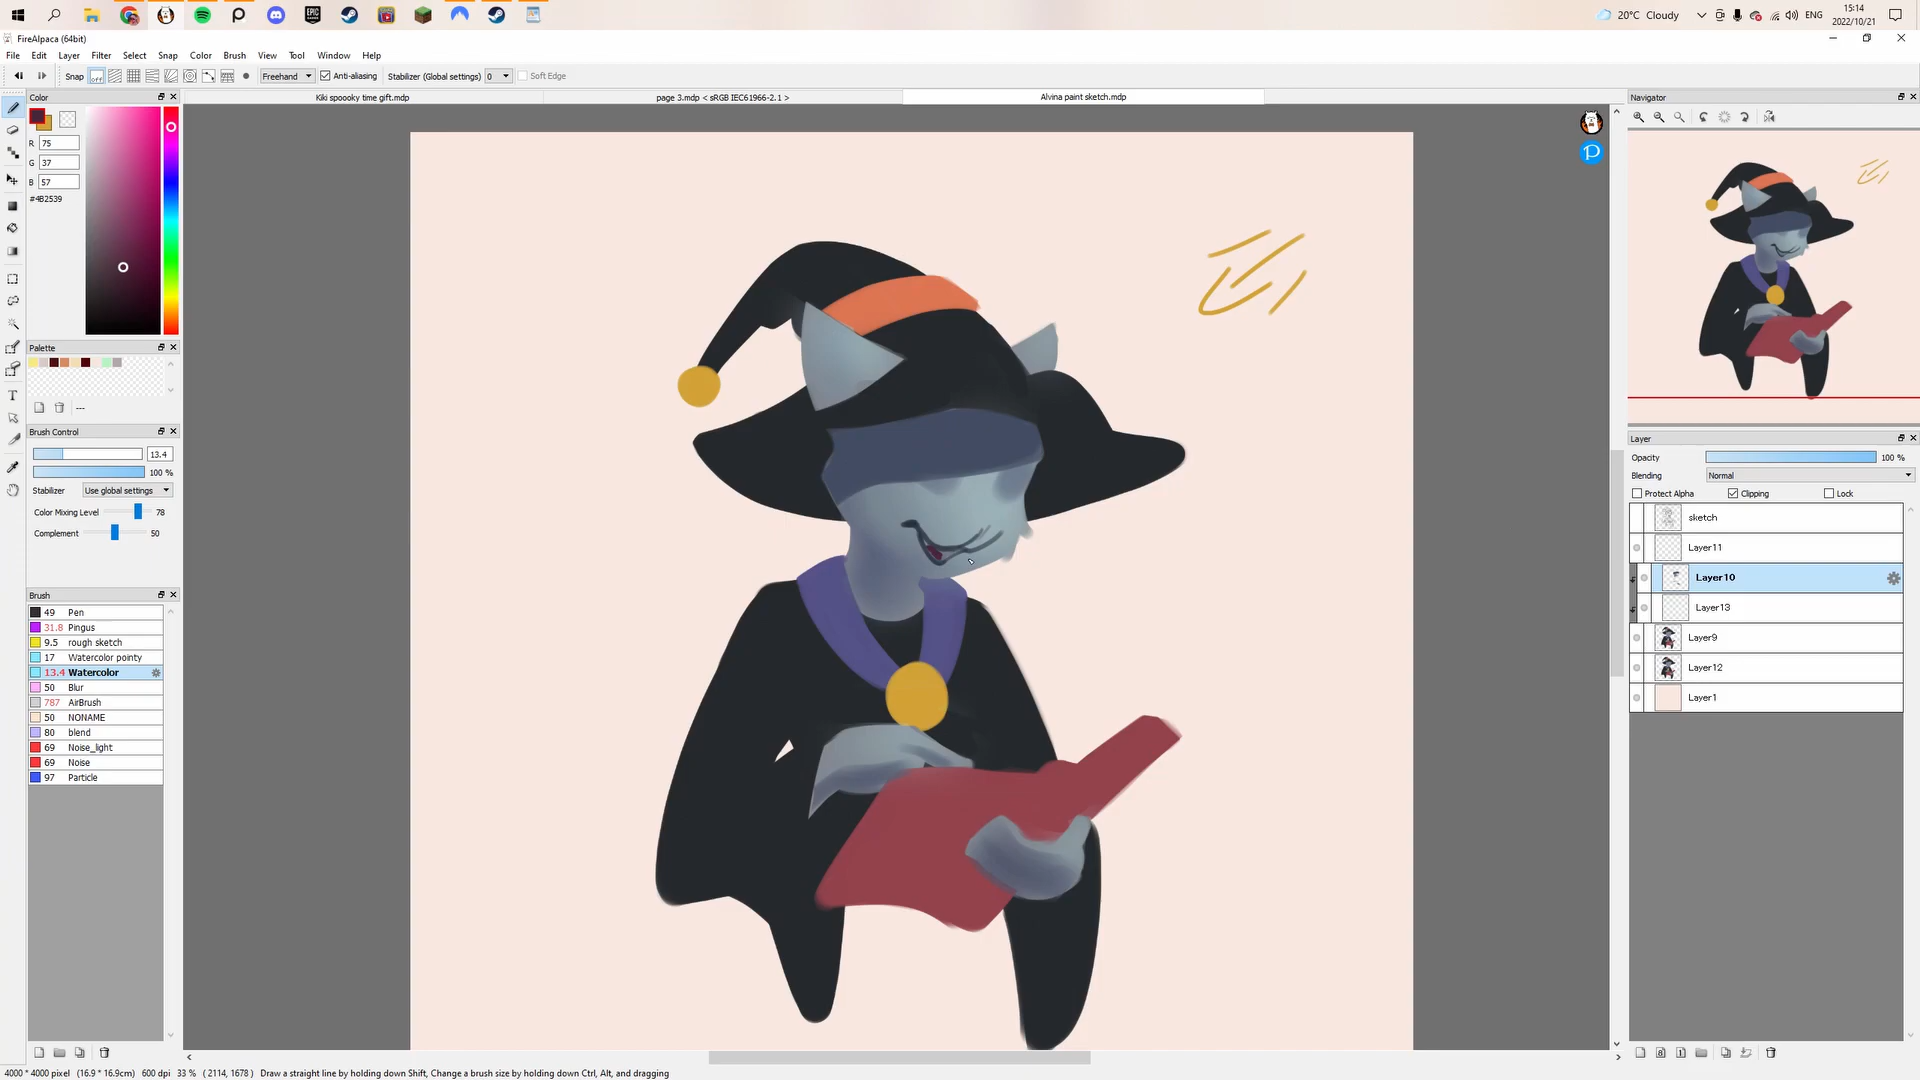 20°C Cloudy
ENG
15:14
2022/10/21
FireAlpaca (64bit)
File Edit Layer Filter Select Snap Color Brush View Tool Window Help
Snap off Freehand Anti-aliasing Stabilizer (Global settings) 0 Soft Edge
Color
Kiki spoooky time gift.mdp
page 3.mdp < sRGB IEC61966-2.1 >
Alvina paint sketch.mdp
Navigator
R 75
G 37
B 57
#4B2539
Palette
---
Brush Control
13.4
100 %
Stabilizer Use global settings
Color Mixing Level 78
Complement 50
Brush
49 Pen
31.8 Pingus
9.5 rough sketch
17 Watercolor pointy
13.4 Watercolor
50 Blur
787 AirBrush
50 NONAME
80 blend
69 Noise_light
69 Noise
97 Particle
Layer
Opacity 100 %
Blending Normal
Protect Alpha Clipping Lock
sketch
Layer11
Layer10
Layer13
Layer9
Layer12
Layer1
4000 * 4000 pixel (16.9 * 16.9cm) 600 dpi 33 % ( 2114, 1678 ) Draw a straight line by holding down Shift, Change a brush size by holding down Ctrl, Alt, and dragging